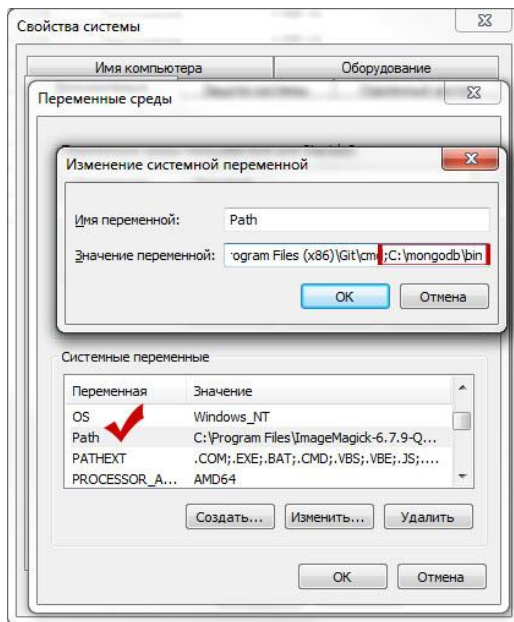 Свойства системы
Имя компьютера
Оборудование
Переменные среды
Изменение системной переменной
Имя переменной:
Path
Значение переменной:
rogram Files (x86)\Git\cmd;C:\mongodb\bin
OK
Отмена
Системные переменные
Переменная Значение
OS Windows_NT
Path C:\Program Files\ImageMagick-6.7.9-Q...
PATHEXT .COM;.EXE;.BAT;.CMD;.VBS;.VBE;.JS;....
PROCESSOR_A... AMD64
Создать... Изменить... Удалить
OK Отмена